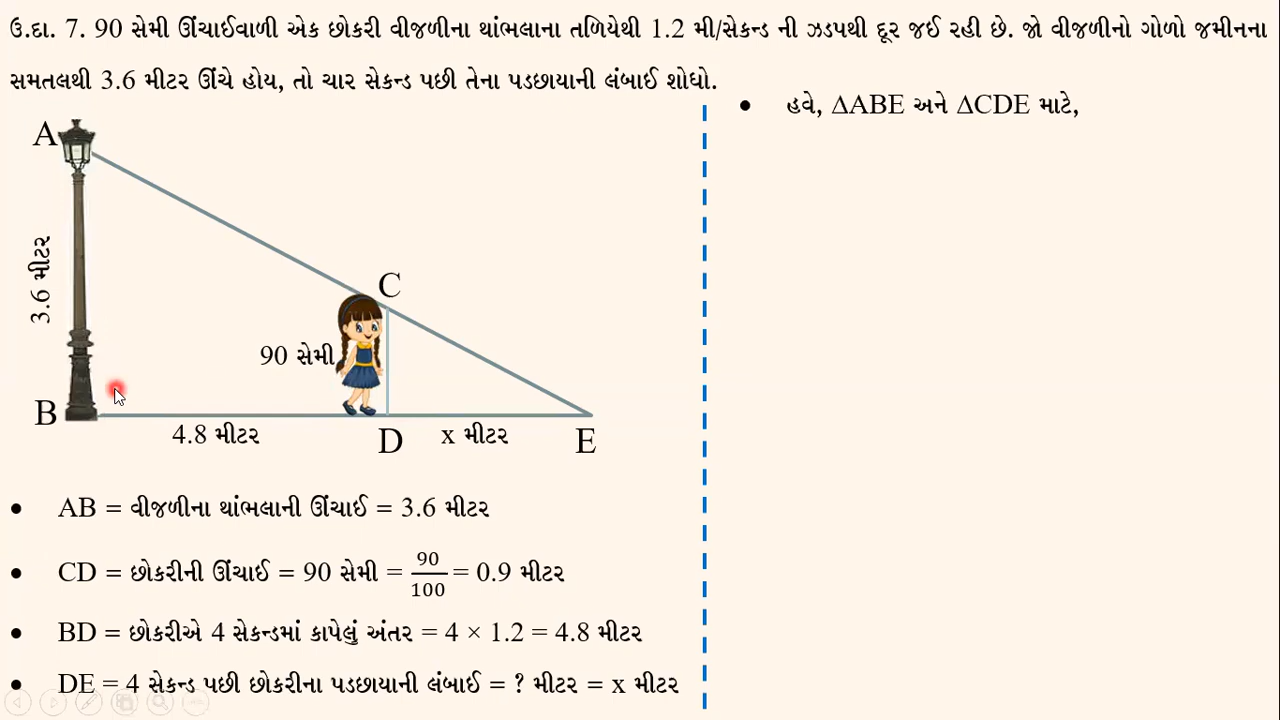 ઉ.દા. 7. 90 સેમી ઊંચાઈવાળી એક છોકરી વીજળીના થાંભલાના તળિયેથી 1.2 મી/સેકન્ડ ની ઝડપથી દૂર જઈ રહી છે. જો વીજળીનો ગોળો જમીનના
સમતલથી 3.6 મીટર ઊંચે હોય, તો ચાર સેકન્ડ પછી તેના પડછાયાની લંબાઈ શોધો.
A
3.6 મીટર
C
90 સેમી
B
4.8 મીટર
D
x મીટર
E
• AB = વીજળીના થાંભલાની ઊંચાઈ = 3.6 મીટર
• CD = છોકરીની ઊંચાઈ = 90 સેમી = 90/100 = 0.9 મીટર
• BD = છોકરીએ 4 સેકન્ડમાં કાપેલું અંતર = 4 × 1.2 = 4.8 મીટર
• DE = 4 સેકન્ડ પછી છોકરીના પડછાયાની લંબાઈ = ? મીટર = x મીટર
• હવે, ΔABE અને ΔCDE માટે,